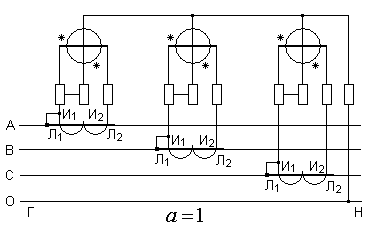 * * *
* * *
А И₁ И₂
Л₁ Л₂
В И₁ И₂
Л₁ Л₂
С И₁ И₂
Л₁ Л₂
О
Г a=1 Н